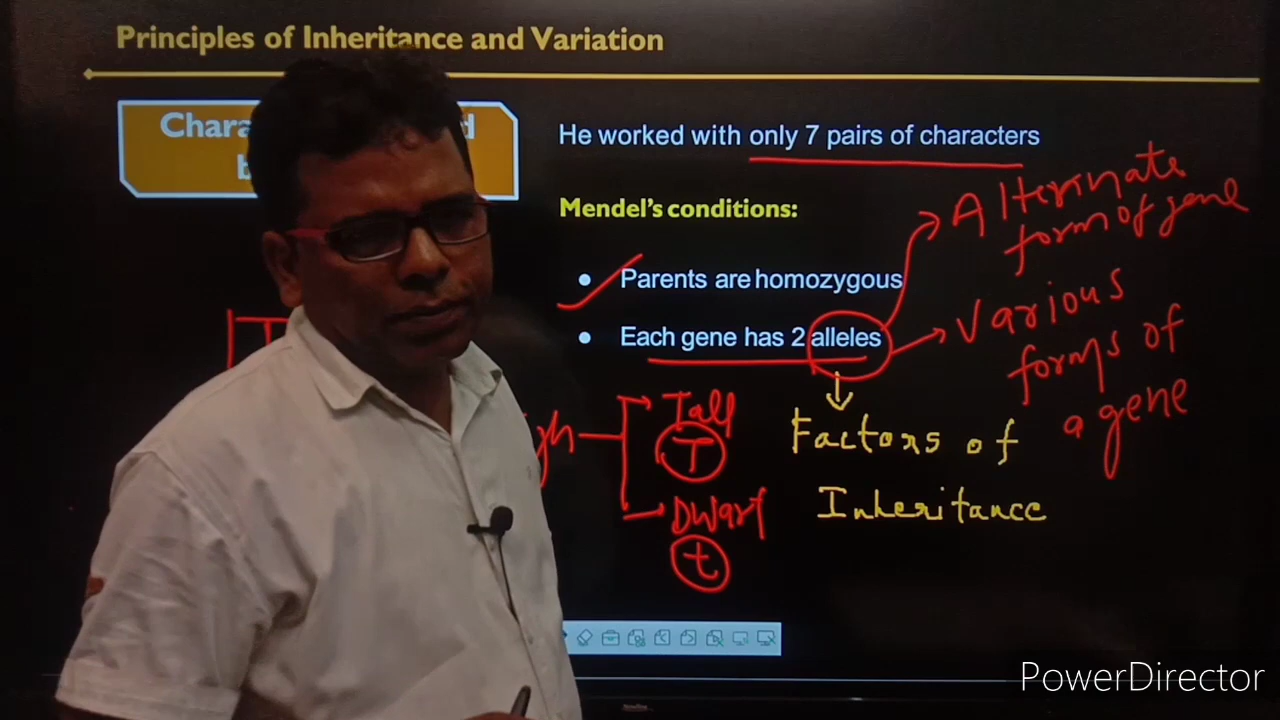 Principles of Inheritance and Variation
He worked with only 7 pairs of characters
Mendel's conditions:
• Parents are homozygous
• Each gene has 2 alleles
Alternate
form of gene
Various
forms of
a gene
Factors of
Inheritance
Tall
T
Dwarf
t
PowerDirector